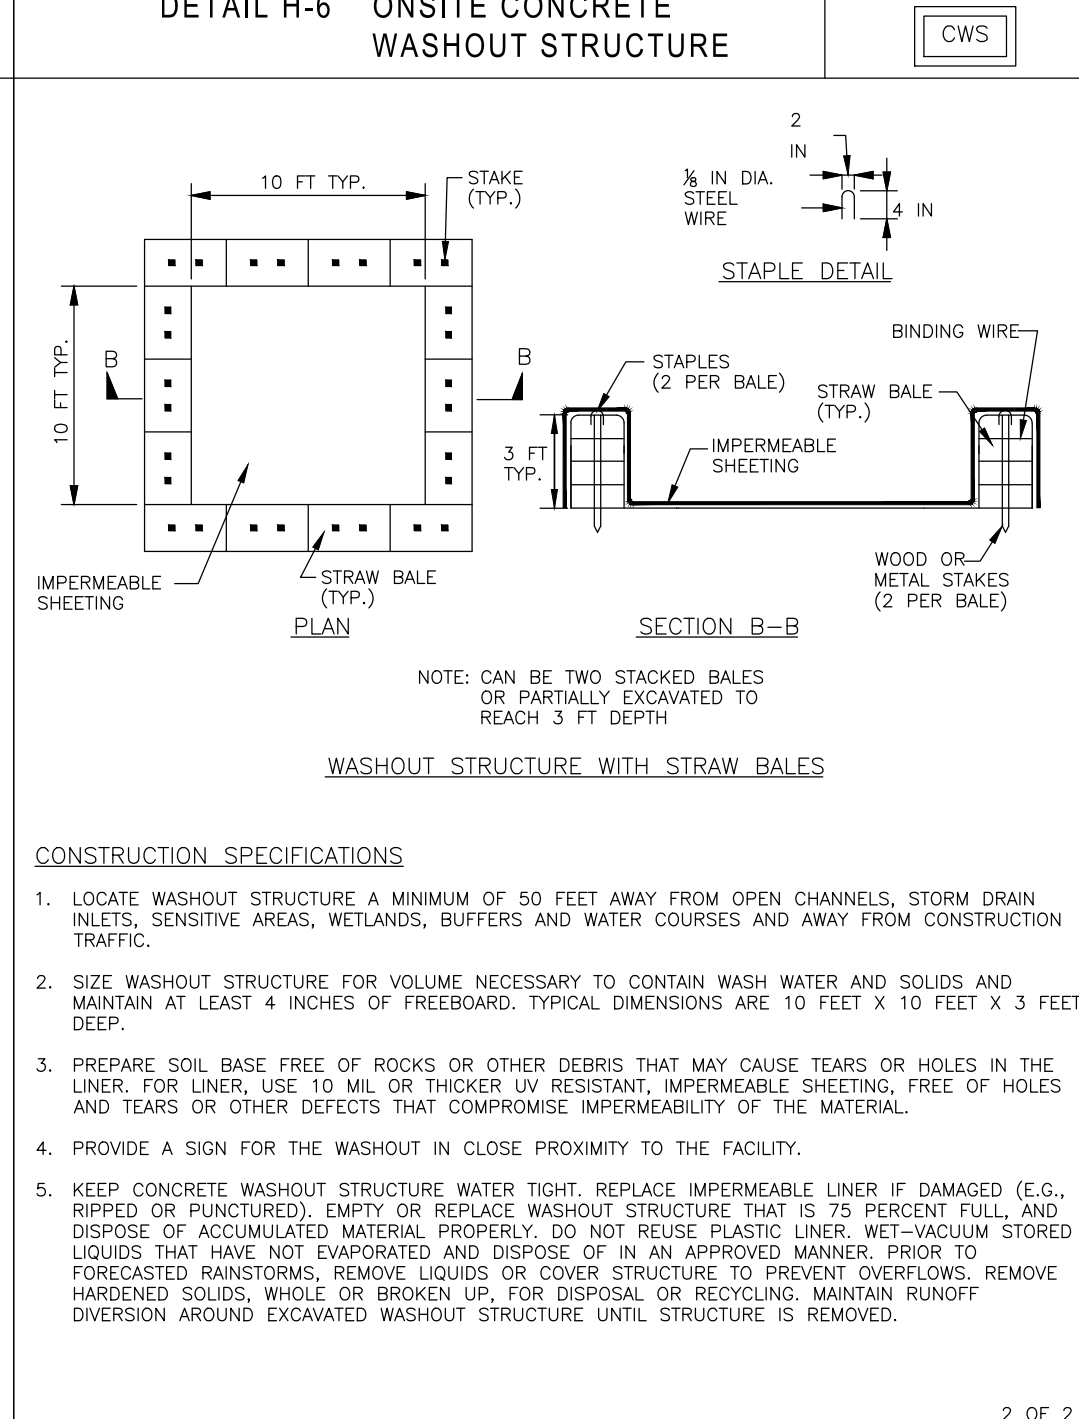 DETAIL H-6 ONSITE CONCRETE
WASHOUT STRUCTURE
CWS
10 FT TYP.
STAKE
(TYP.)
10 FT TYP.
B
B
IMPERMEABLE
SHEETING
STRAW BALE
(TYP.)
PLAN
2
IN
⅛ IN DIA.
STEEL
WIRE
4 IN
STAPLE DETAIL
BINDING WIRE
STAPLES
(2 PER BALE)
STRAW BALE
(TYP.)
3 FT
TYP.
IMPERMEABLE
SHEETING
WOOD OR
METAL STAKES
(2 PER BALE)
SECTION B-B
NOTE: CAN BE TWO STACKED BALES
OR PARTIALLY EXCAVATED TO
REACH 3 FT DEPTH
WASHOUT STRUCTURE WITH STRAW BALES
CONSTRUCTION SPECIFICATIONS
1. LOCATE WASHOUT STRUCTURE A MINIMUM OF 50 FEET AWAY FROM OPEN CHANNELS, STORM DRAIN
INLETS, SENSITIVE AREAS, WETLANDS, BUFFERS AND WATER COURSES AND AWAY FROM CONSTRUCTION
TRAFFIC.
2. SIZE WASHOUT STRUCTURE FOR VOLUME NECESSARY TO CONTAIN WASH WATER AND SOLIDS AND
MAINTAIN AT LEAST 4 INCHES OF FREEBOARD. TYPICAL DIMENSIONS ARE 10 FEET X 10 FEET X 3 FEET
DEEP.
3. PREPARE SOIL BASE FREE OF ROCKS OR OTHER DEBRIS THAT MAY CAUSE TEARS OR HOLES IN THE
LINER. FOR LINER, USE 10 MIL OR THICKER UV RESISTANT, IMPERMEABLE SHEETING, FREE OF HOLES
AND TEARS OR OTHER DEFECTS THAT COMPROMISE IMPERMEABILITY OF THE MATERIAL.
4. PROVIDE A SIGN FOR THE WASHOUT IN CLOSE PROXIMITY TO THE FACILITY.
5. KEEP CONCRETE WASHOUT STRUCTURE WATER TIGHT. REPLACE IMPERMEABLE LINER IF DAMAGED (E.G.,
RIPPED OR PUNCTURED). EMPTY OR REPLACE WASHOUT STRUCTURE THAT IS 75 PERCENT FULL, AND
DISPOSE OF ACCUMULATED MATERIAL PROPERLY. DO NOT REUSE PLASTIC LINER. WET-VACUUM STORED
LIQUIDS THAT HAVE NOT EVAPORATED AND DISPOSE OF IN AN APPROVED MANNER. PRIOR TO
FORECASTED RAINSTORMS, REMOVE LIQUIDS OR COVER STRUCTURE TO PREVENT OVERFLOWS. REMOVE
HARDENED SOLIDS, WHOLE OR BROKEN UP, FOR DISPOSAL OR RECYCLING. MAINTAIN RUNOFF
DIVERSION AROUND EXCAVATED WASHOUT STRUCTURE UNTIL STRUCTURE IS REMOVED.
2 OF 2